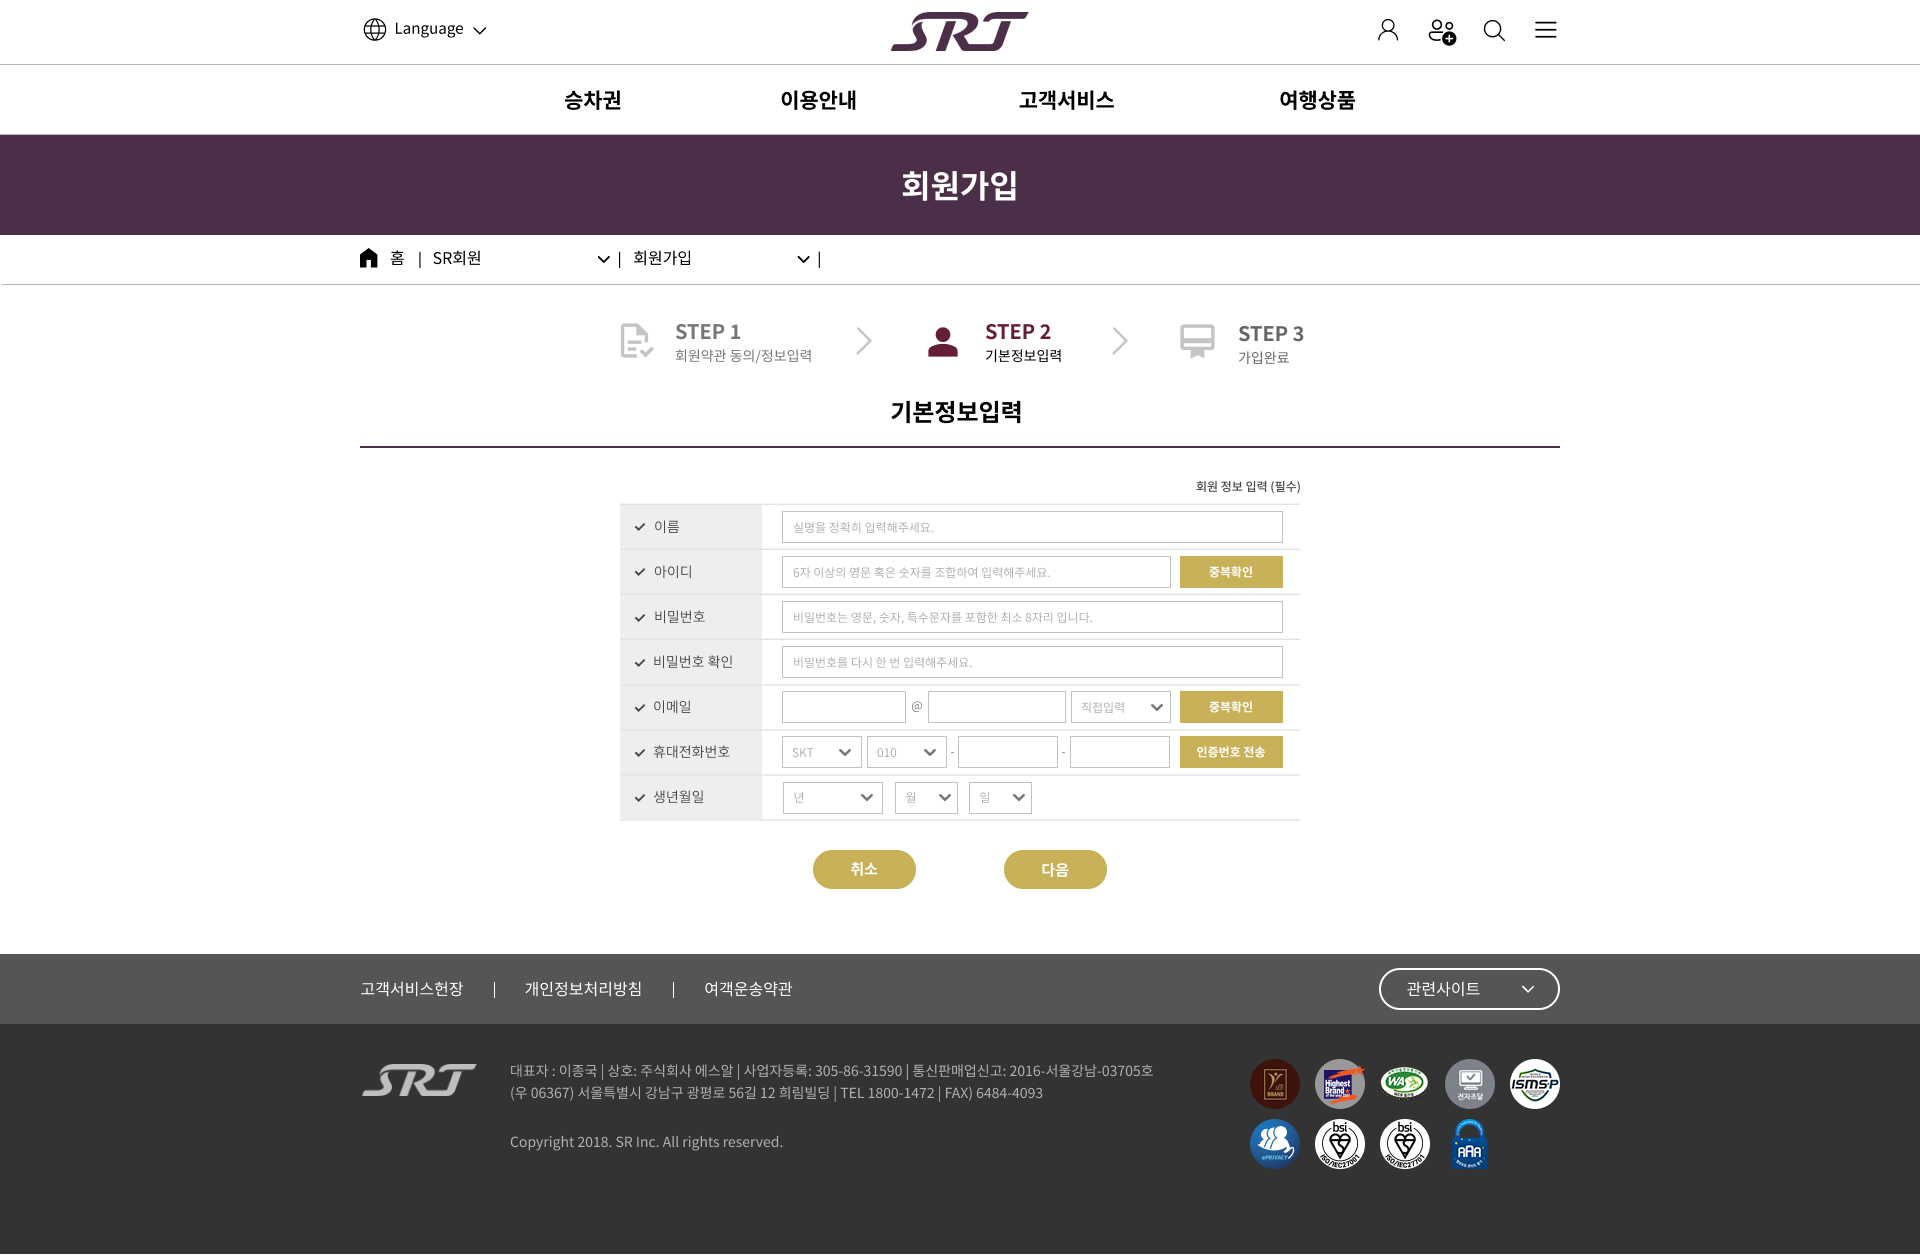 Language
SRT
승차권
이용안내
고객서비스
여행상품
회원가입
홈 | SR회원 | 회원가입 |
STEP 1
회원약관 동의/정보입력
STEP 2
기본정보입력
STEP 3
가입완료
기본정보입력
회원 정보 입력 (필수)
이름
실명을 정확히 입력해주세요.
아이디
6자 이상의 영문 혹은 숫자를 조합하여 입력해주세요.
중복확인
비밀번호
비밀번호는 영문, 숫자, 특수문자를 포함한 최소 8자리 입니다.
비밀번호 확인
비밀번호를 다시 한 번 입력해주세요.
이메일
@
직접입력
중복확인
휴대전화번호
SKT
010
-
-
인증번호 전송
생년월일
년
월
일
취소
다음
고객서비스헌장 | 개인정보처리방침 | 여객운송약관
관련사이트
SRT
대표자 : 이종국 | 상호: 주식회사 에스알 | 사업자등록: 305-86-31590 | 통신판매업신고: 2016-서울강남-03705호
(우 06367) 서울특별시 강남구 광평로 56길 12 희림빌딩 | TEL 1800-1472 | FAX) 6484-4093
Copyright 2018. SR Inc. All rights reserved.
BRAND
Highest
Brand
WA
전자조달
ISMS-P
ePRIVACY
bsi
ISO/IEC27001
bsi
ISO/IEC27701
AAA